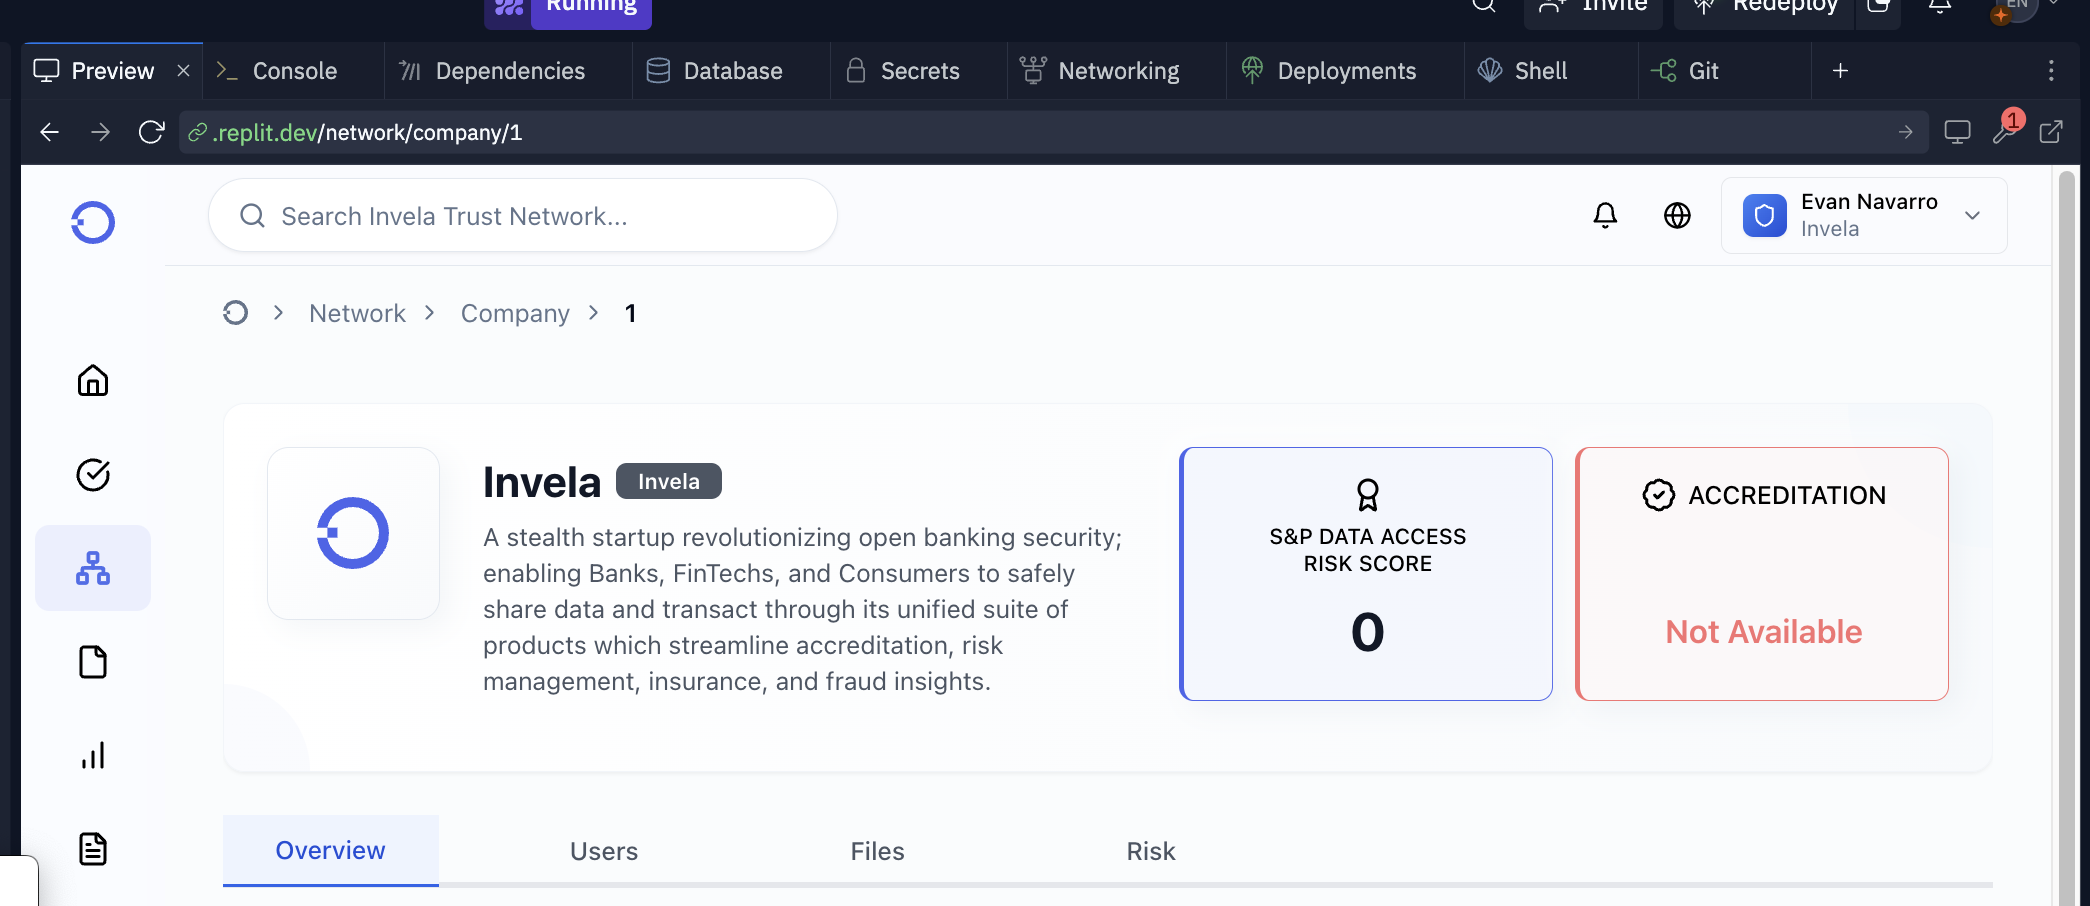 Running
Invite
Redeploy
EN
Preview
Console
Dependencies
Database
Secrets
Networking
Deployments
Shell
Git
.replit.dev/network/company/1
1
Search Invela Trust Network...
Evan Navarro
Invela
Network
Company
1
Invela
Invela
A stealth startup revolutionizing open banking security;
enabling Banks, FinTechs, and Consumers to safely
share data and transact through its unified suite of
products which streamline accreditation, risk
management, insurance, and fraud insights.
S&P DATA ACCESS
RISK SCORE
0
ACCREDITATION
Not Available
Overview
Users
Files
Risk